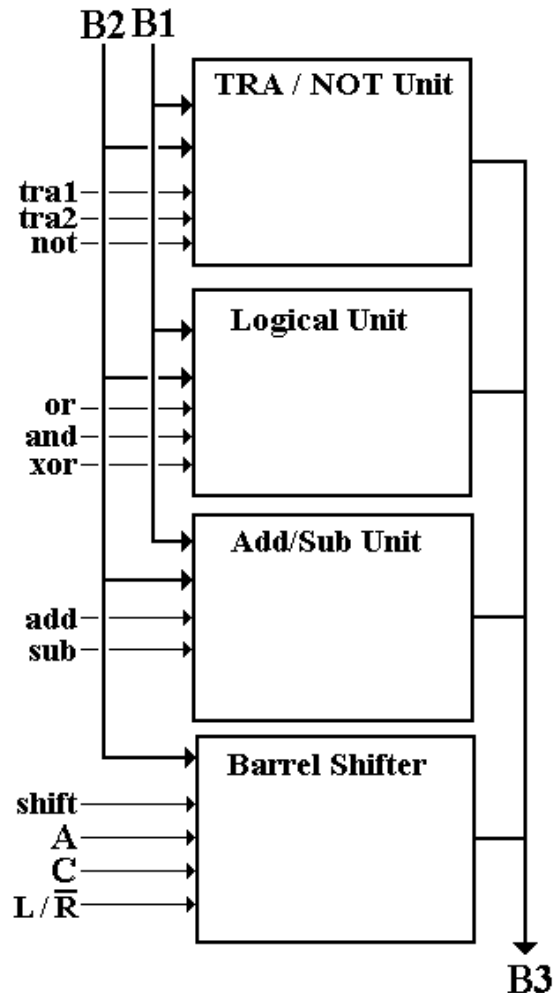 B2 B1
TRA / NOT Unit
tra1
tra2
not
Logical Unit
or
and
xor
Add/Sub Unit
add
sub
Barrel Shifter
shift
A
C
L / R̅
B3